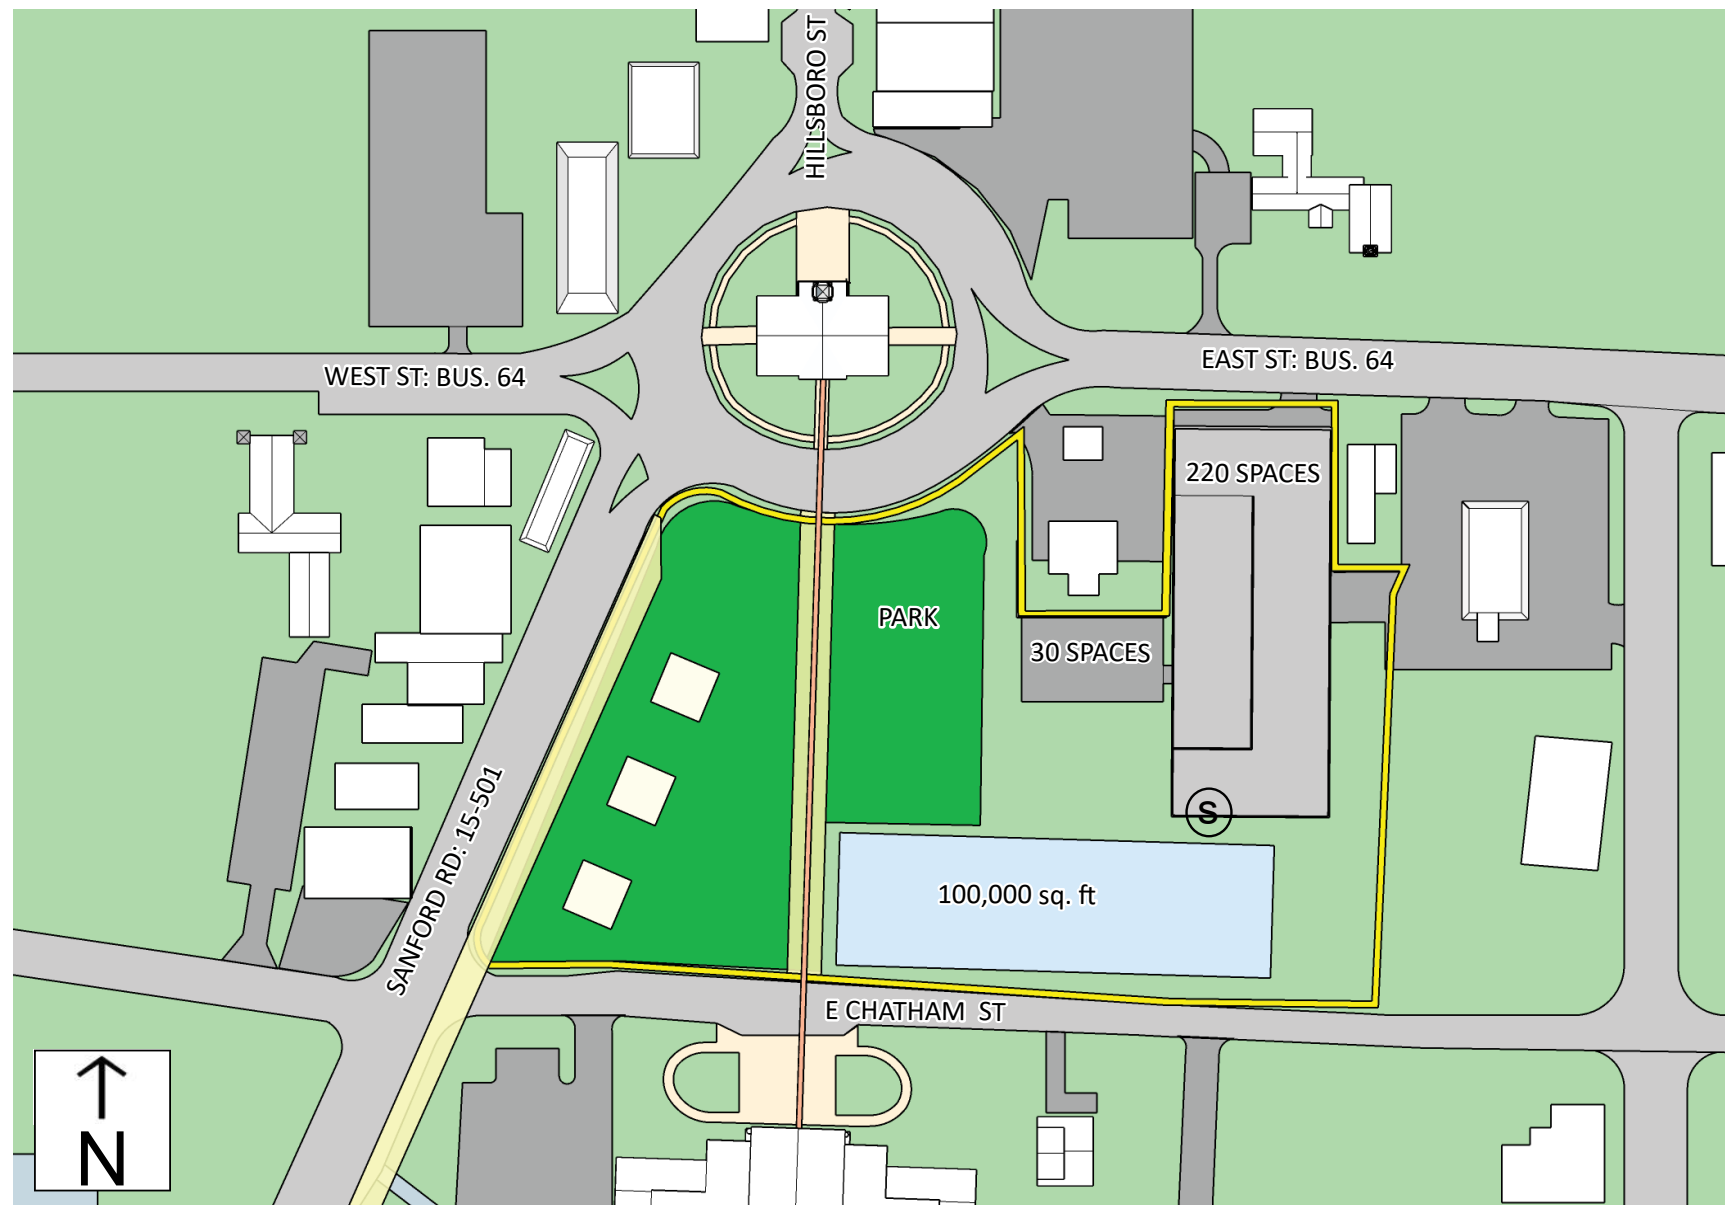 HILLSBORO ST
WEST ST: BUS. 64
EAST ST: BUS. 64
220 SPACES
PARK
30 SPACES
SANFORD RD: 15-501
S
100,000 sq. ft
E CHATHAM ST
N